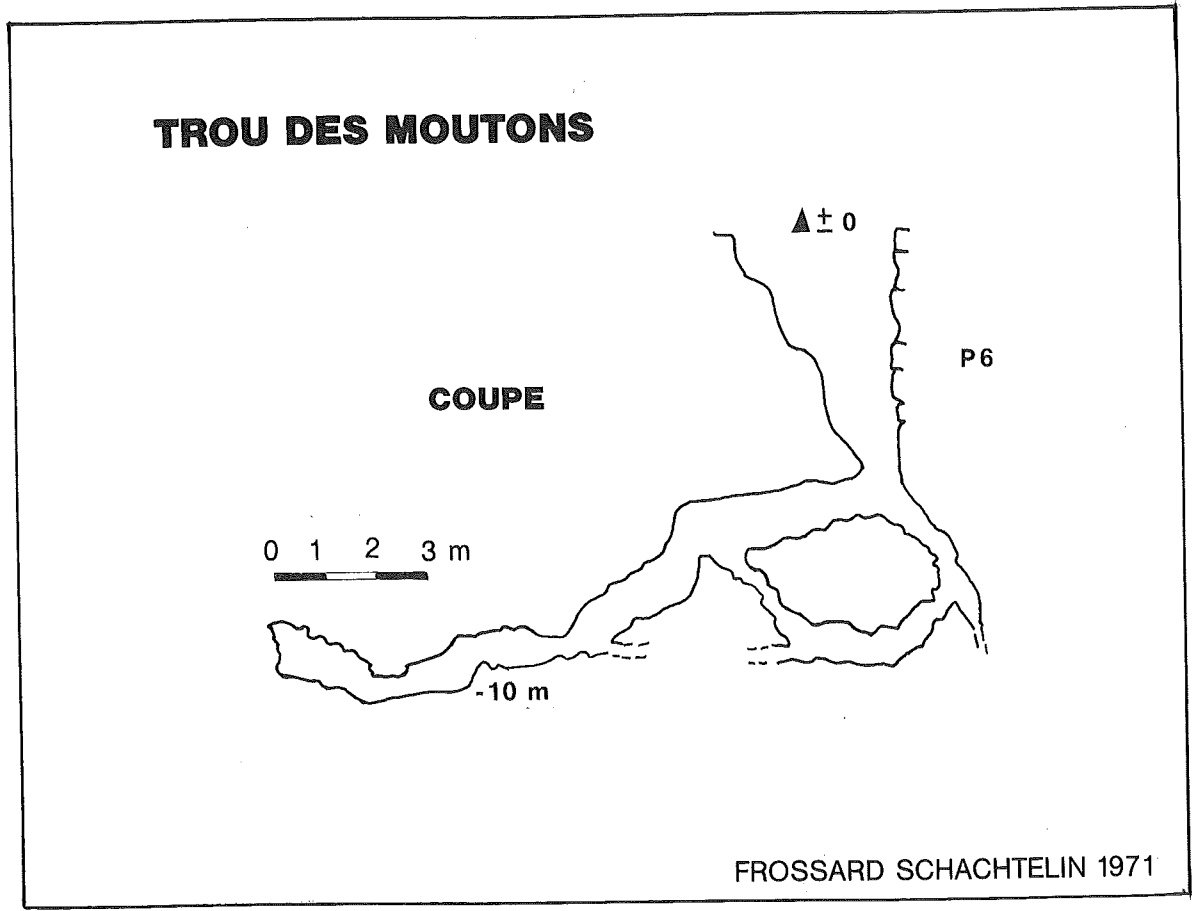 TROU DES MOUTONS
▲ ± 0
P6
COUPE
0 1 2 3 m
-10 m
FROSSARD SCHACHTELIN 1971